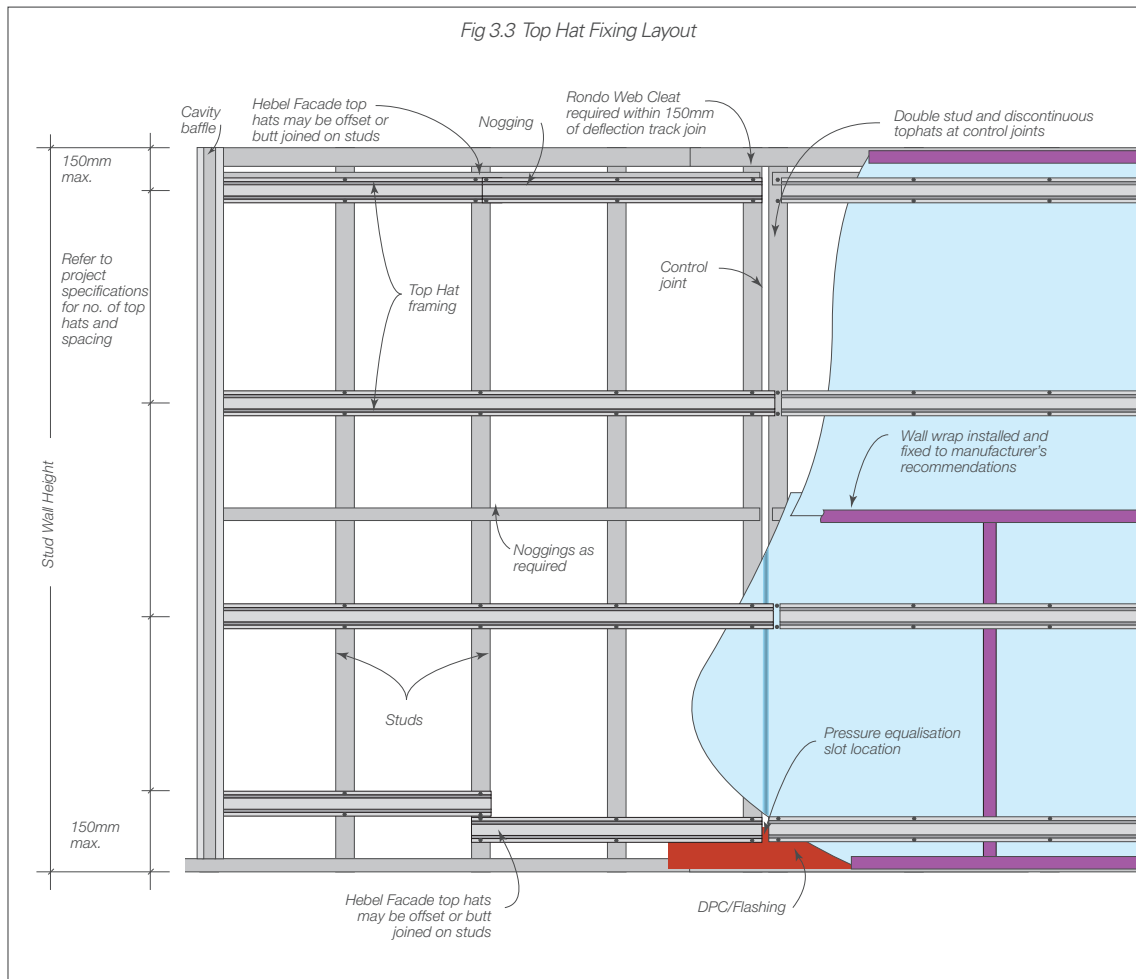 Fig 3.3 Top Hat Fixing Layout
Cavity
baffle
Hebel Facade top
hats may be offset or
butt joined on studs
Nogging
Rondo Web Cleat
required within 150mm
of deflection track join
Double stud and discontinuous
tophats at control joints
150mm
max.
Refer to
project
specifications
for no. of top
hats and
spacing
Top Hat
framing
Control
joint
Wall wrap installed and
fixed to manufacturer's
recommendations
Stud Wall Height
Noggings as
required
Studs
Pressure equalisation
slot location
150mm
max.
Hebel Facade top hats
may be offset or butt
joined on studs
DPC/Flashing